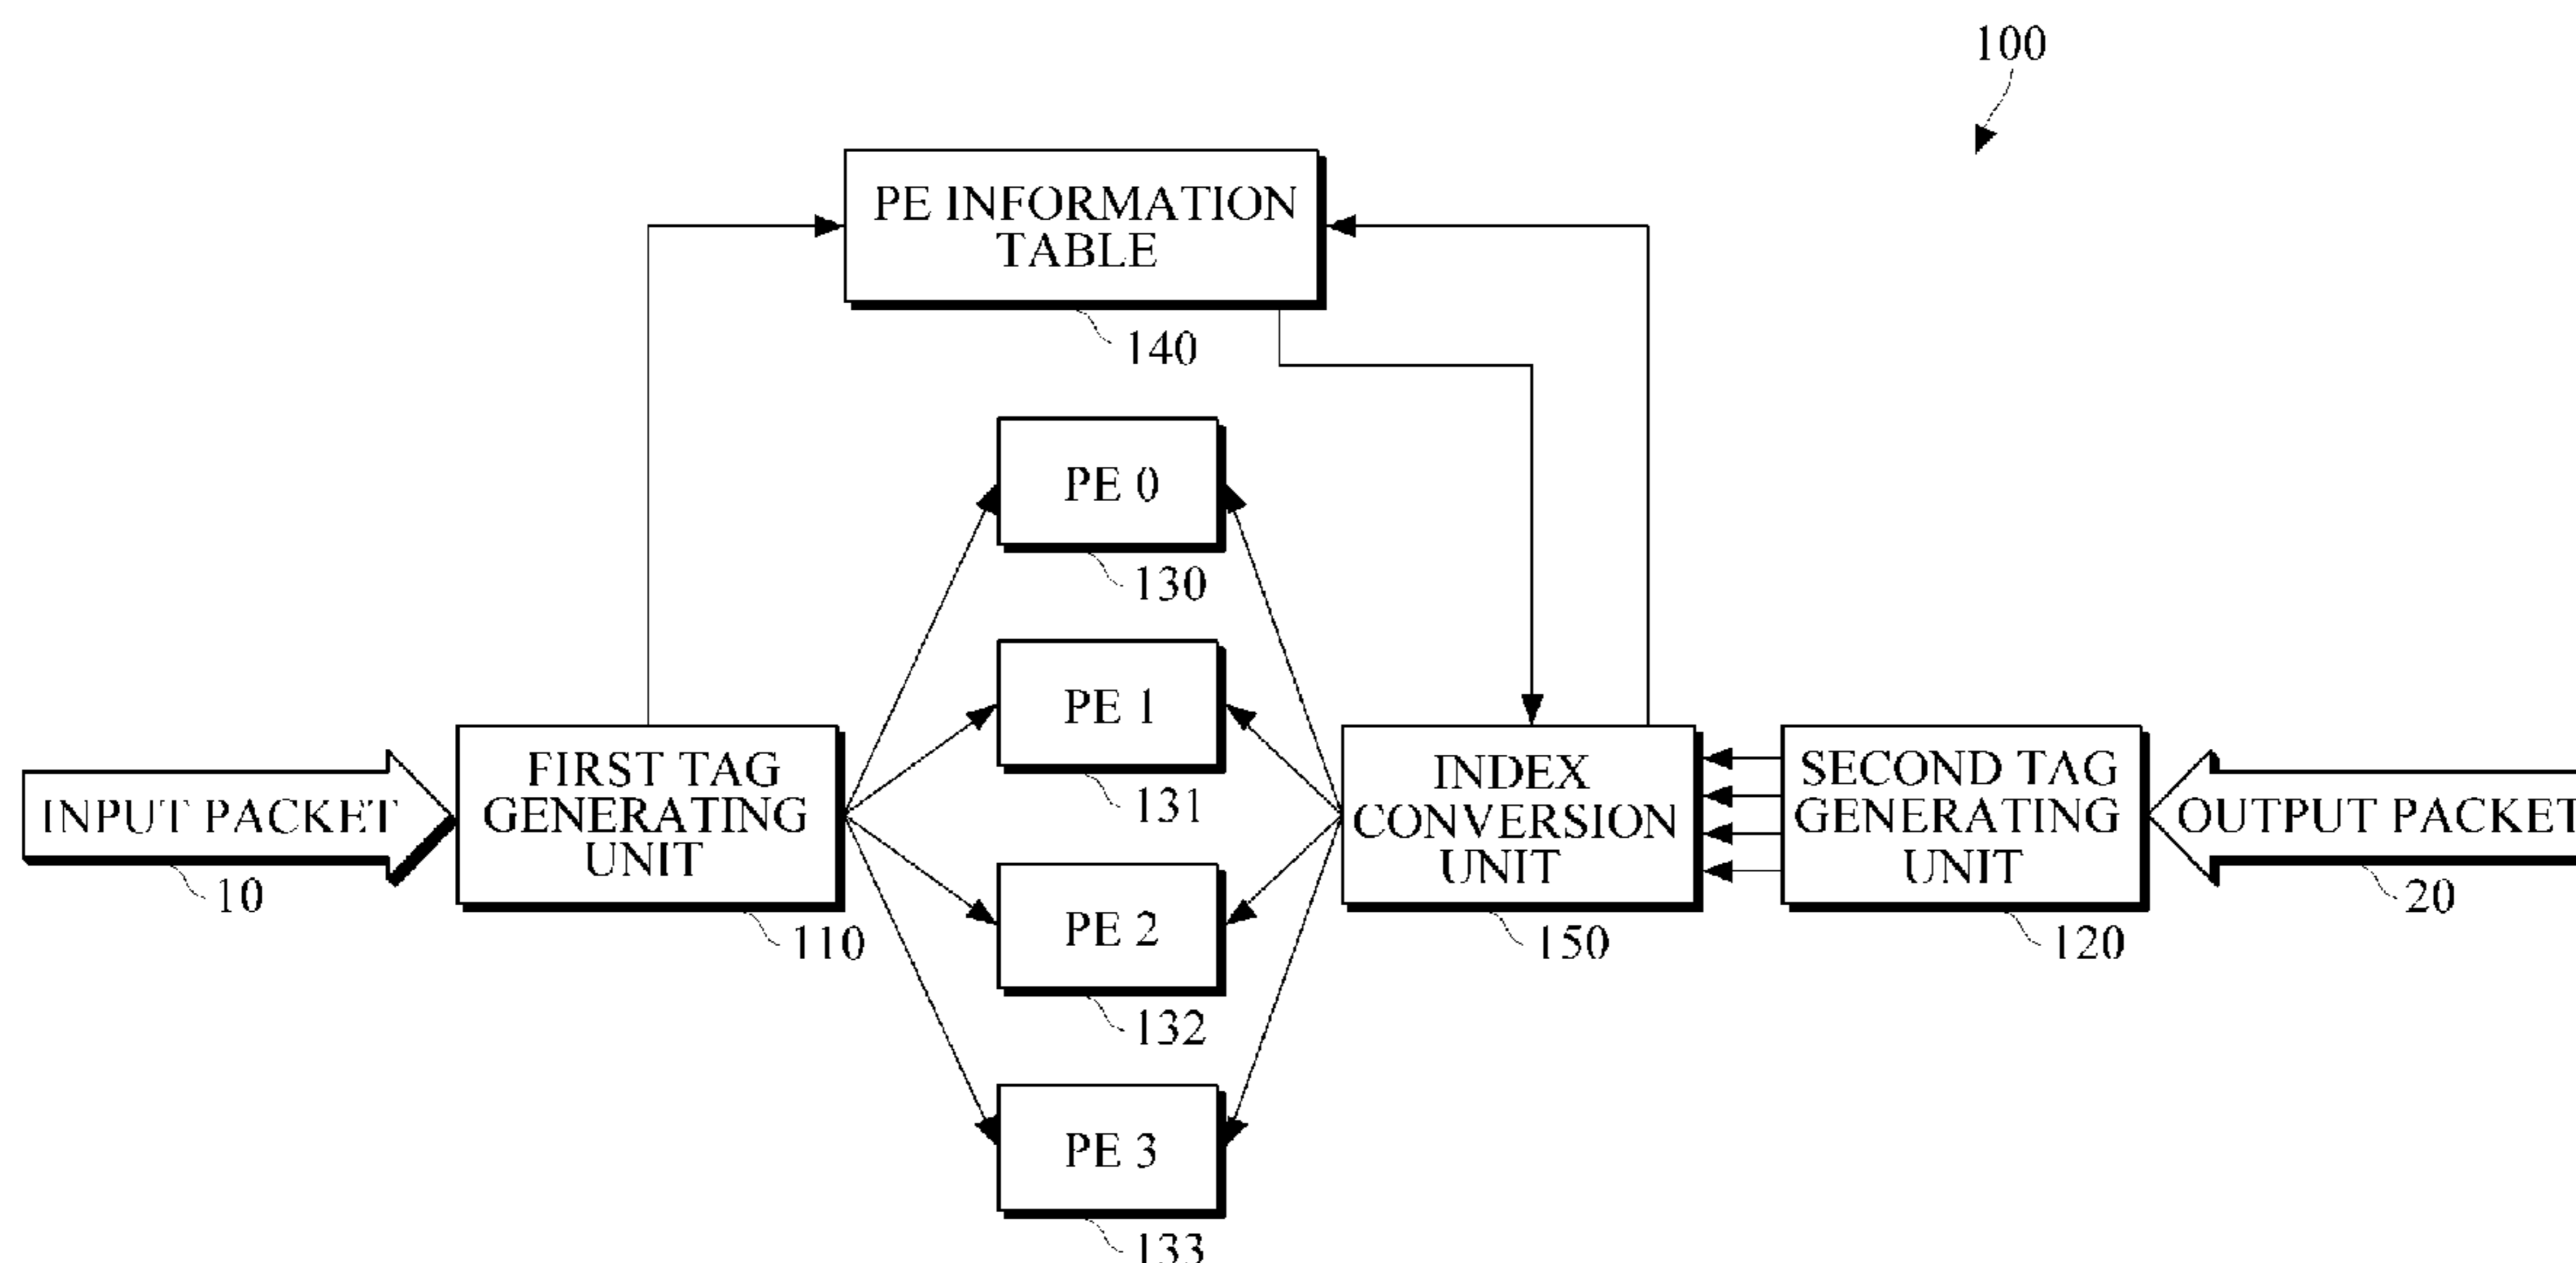 100
PE INFORMATION
TABLE
140
PE 0
130
PE 1
131
INPUT PACKET
10
FIRST TAG
GENERATING
UNIT
110
INDEX
CONVERSION
UNIT
150
SECOND TAG
GENERATING
UNIT
120
OUTPUT PACKET
20
PE 2
132
PE 3
133